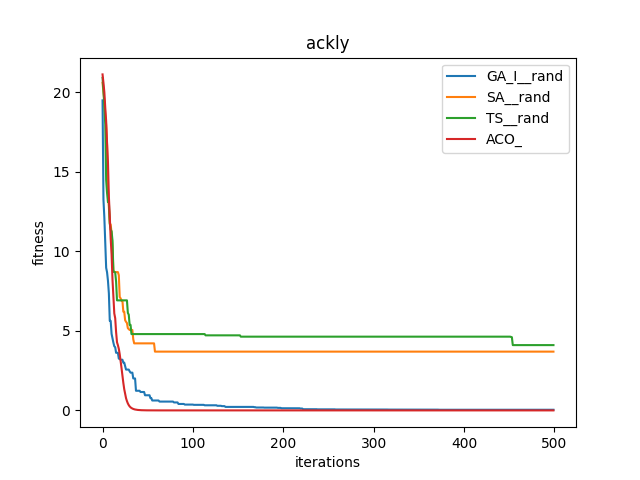 ackly
GA_I__rand
SA__rand
TS__rand
ACO_
20
15
10
5
0
fitness
0 100 200 300 400 500
iterations